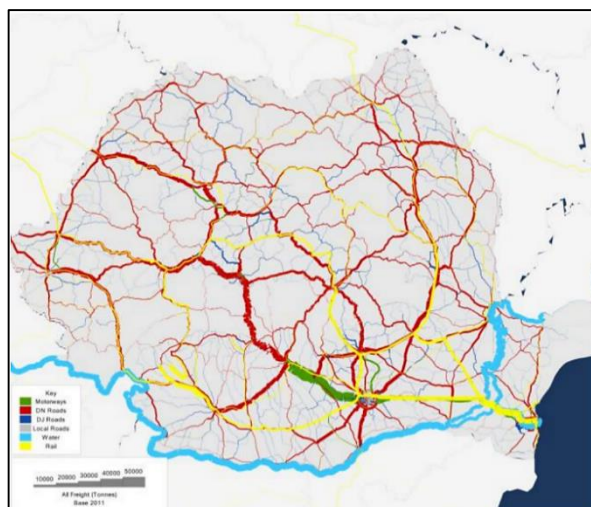 Key
Motorways
DN Roads
DJ Roads
Local Roads
Water
Rail
10000 20000 30000 40000 50000
All Freight (Tonnes)
Base 2011